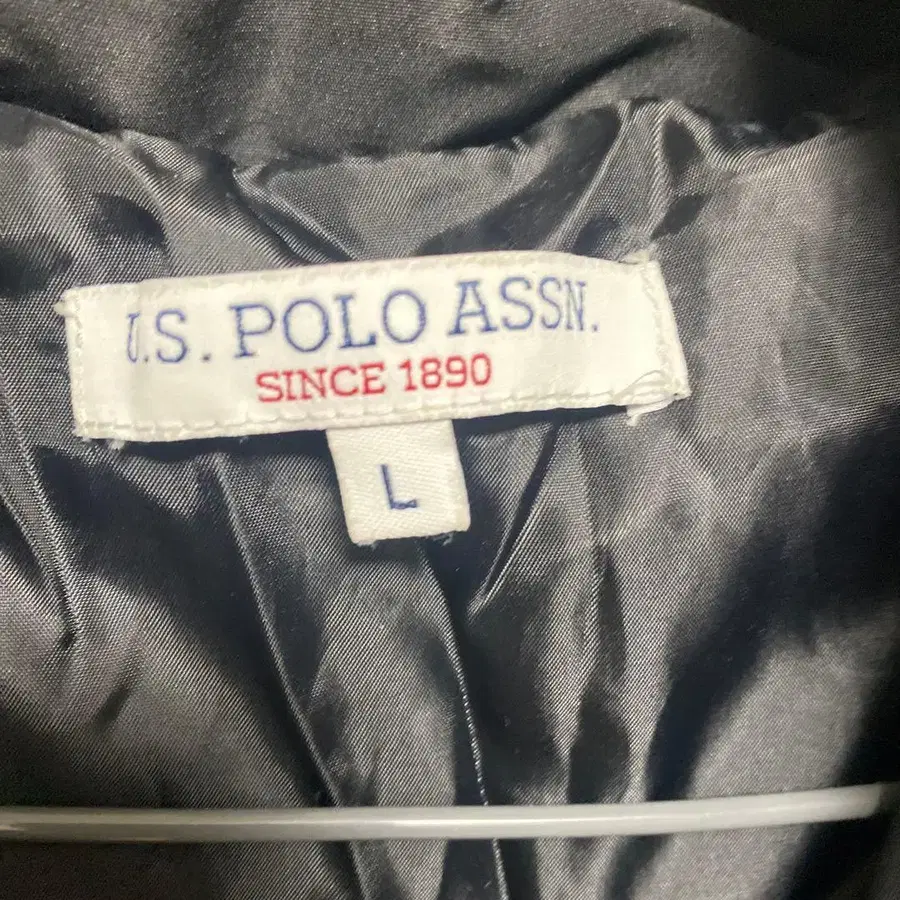 U.S. POLO ASSN.
SINCE 1890
L